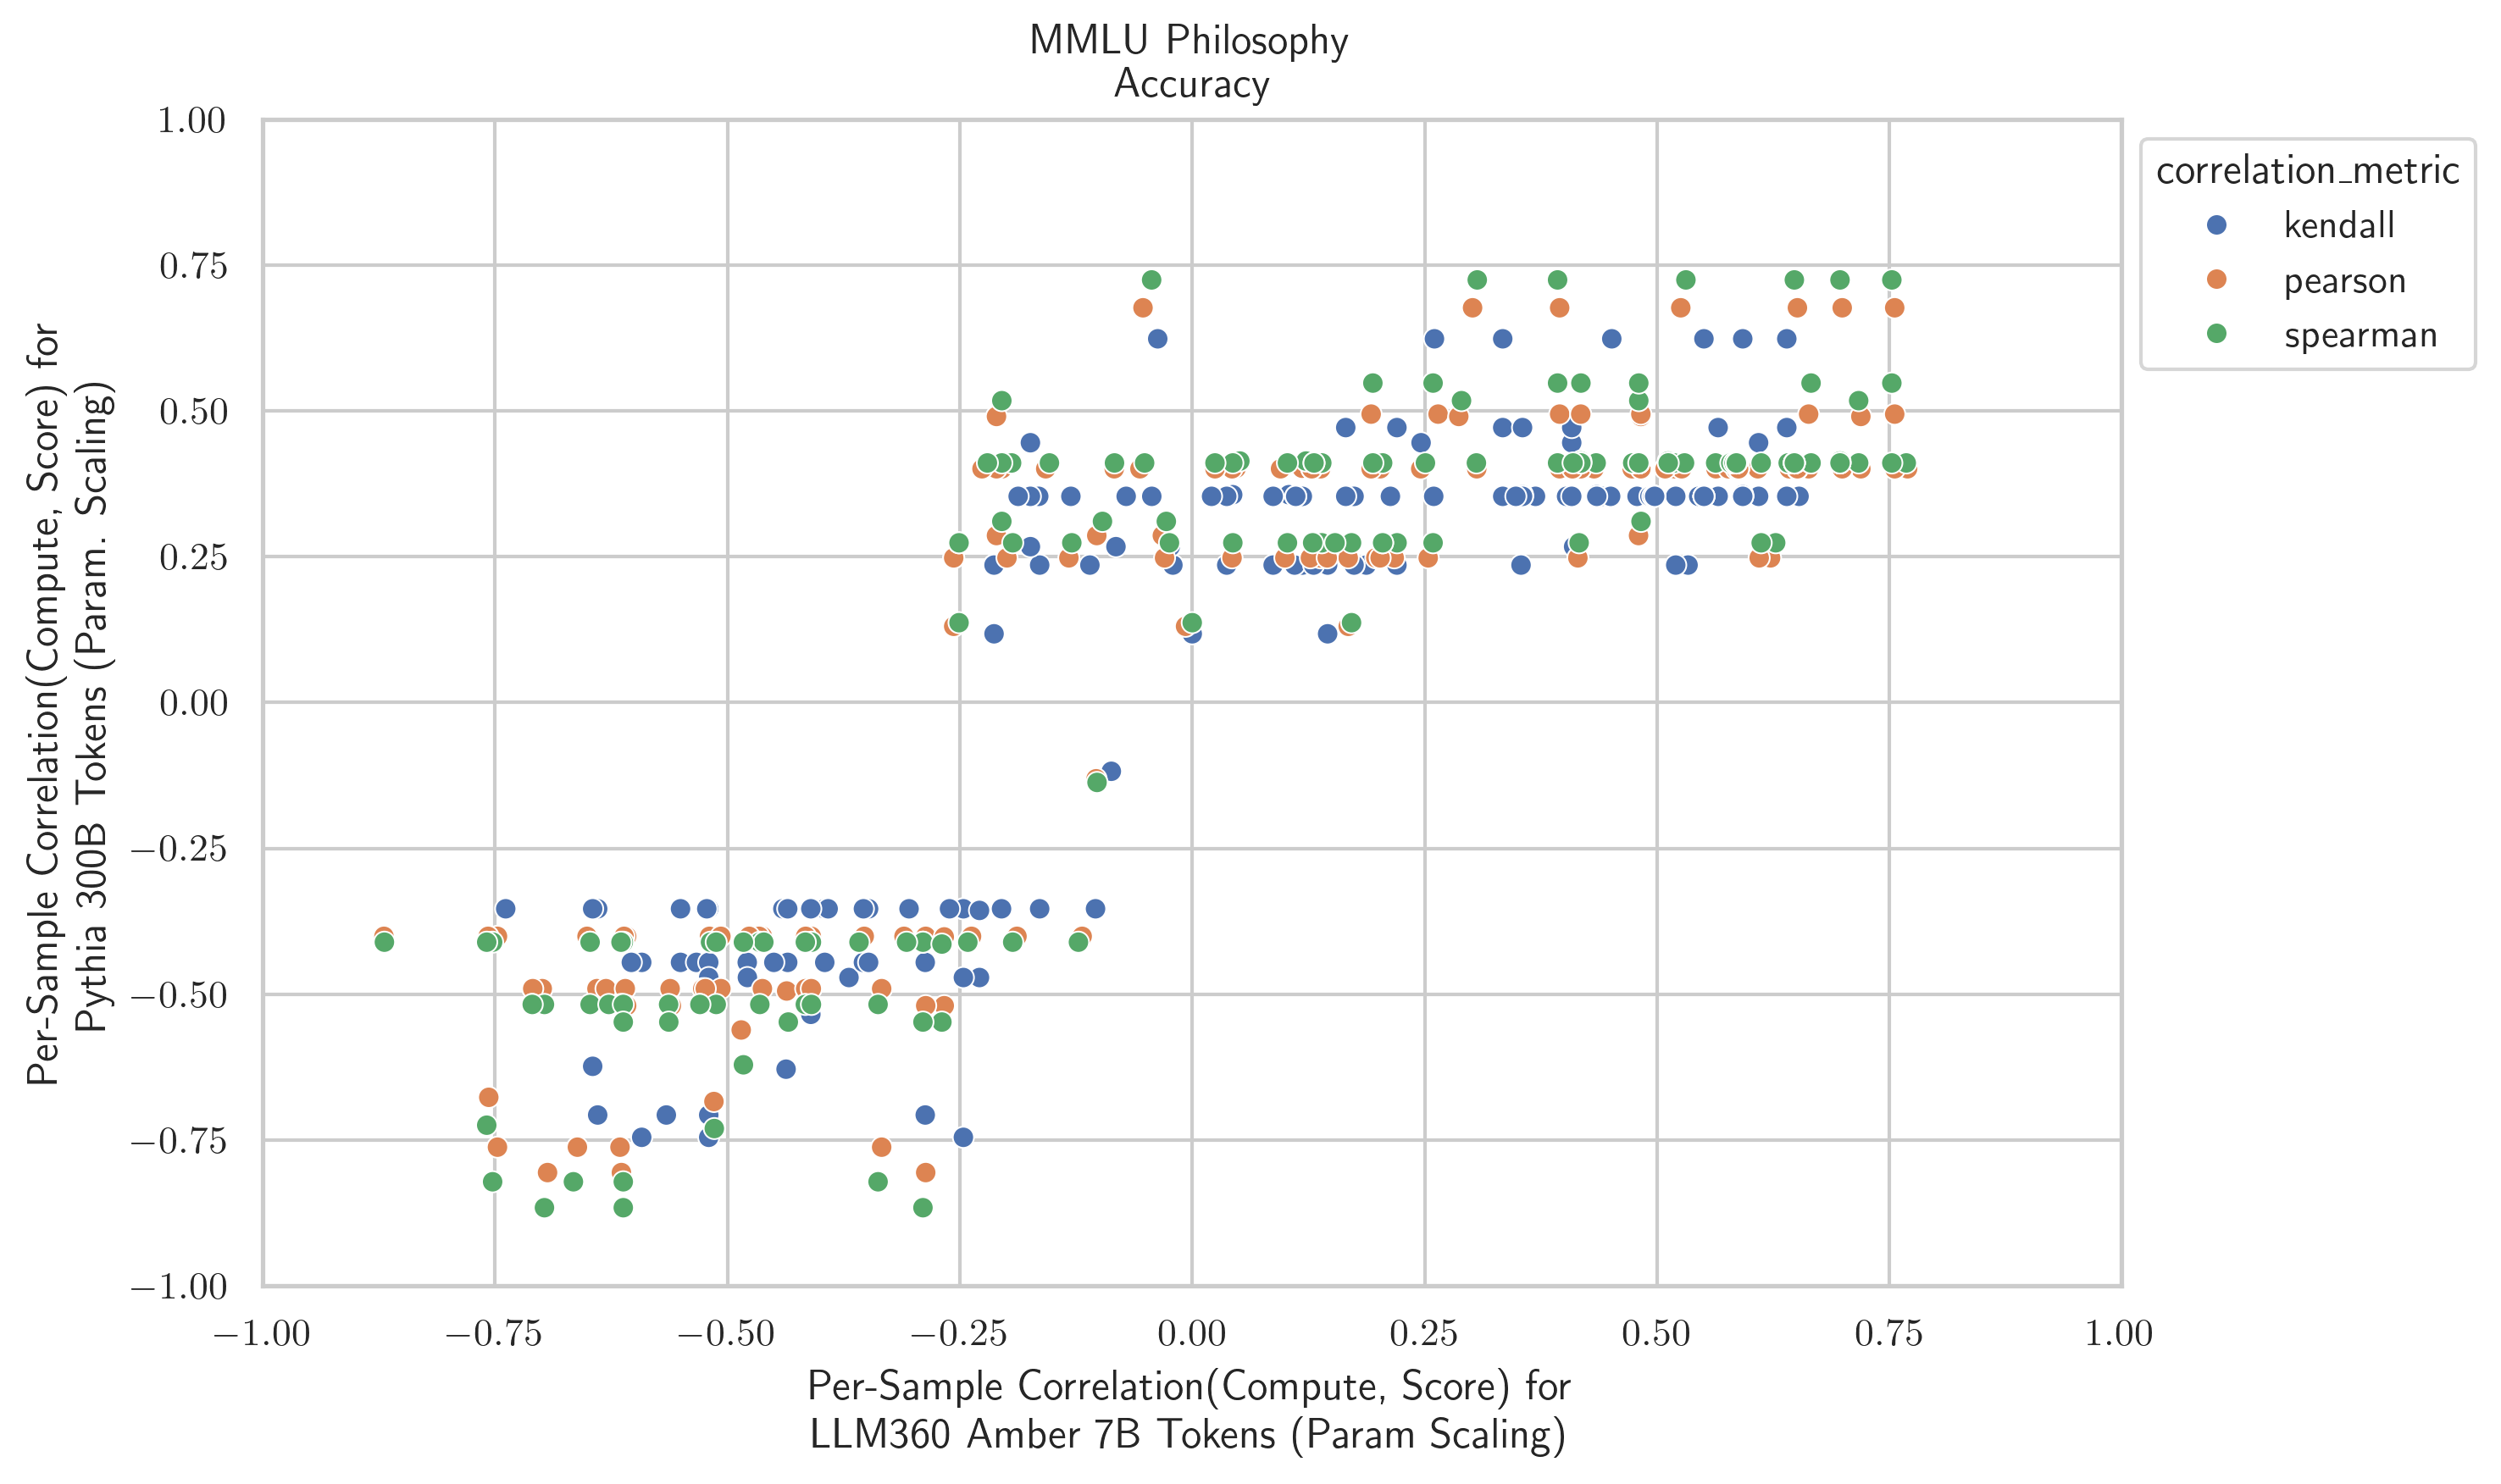 MMLU Philosophy
Accuracy
Per-Sample Correlation(Compute, Score) for
Pythia 300B Tokens (Param. Scaling)
1.00
0.75
0.50
0.25
0.00
−0.25
−0.50
−0.75
−1.00
−1.00 −0.75 −0.50 −0.25 0.00 0.25 0.50 0.75 1.00
Per-Sample Correlation(Compute, Score) for
LLM360 Amber 7B Tokens (Param Scaling)
correlation_metric
kendall
pearson
spearman